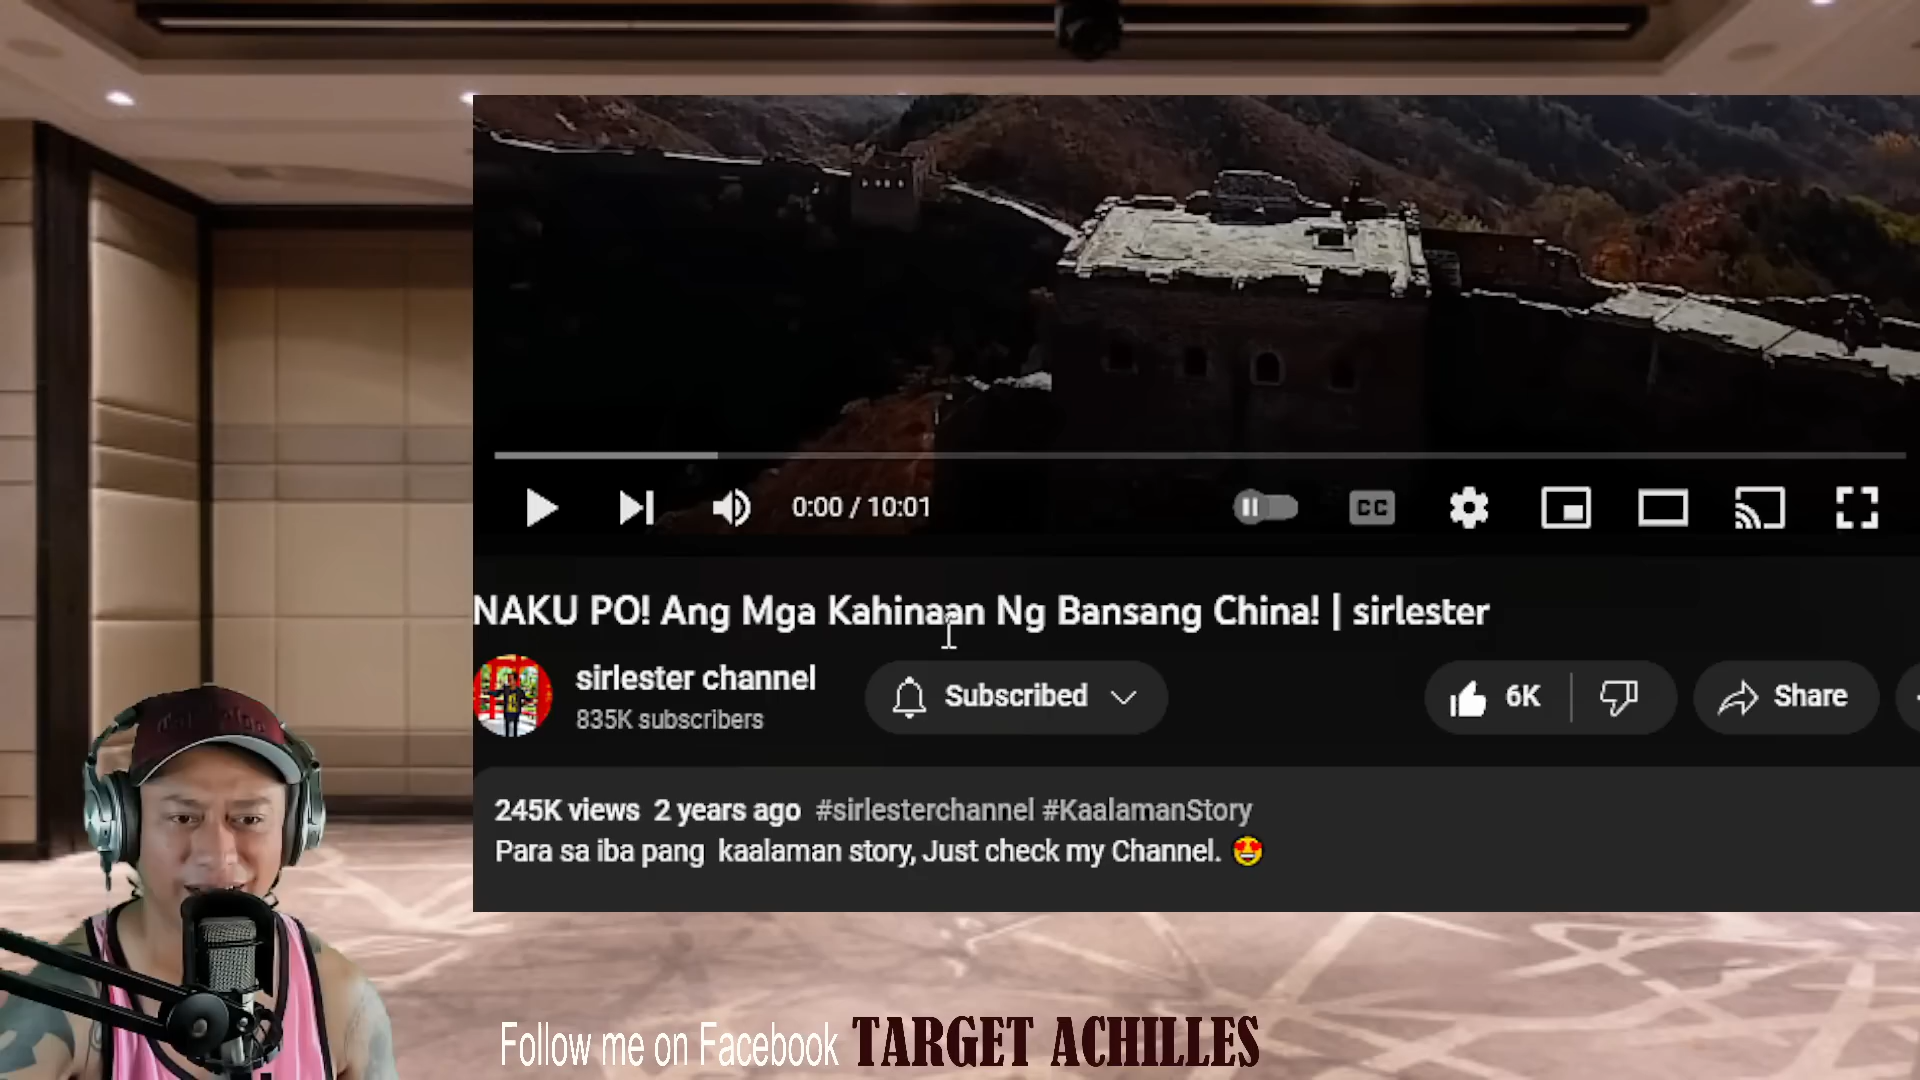 0:00 / 10:01
CC
NAKU PO! Ang Mga Kahinaan Ng Bansang China! | sirlester
sirlester channel
835K subscribers
Subscribed
6K
Share
245K views 2 years ago #sirlesterchannel #KaalamanStory
Para sa iba pang kaalaman story, Just check my Channel. 😍
Follow me on Facebook TARGET ACHILLES